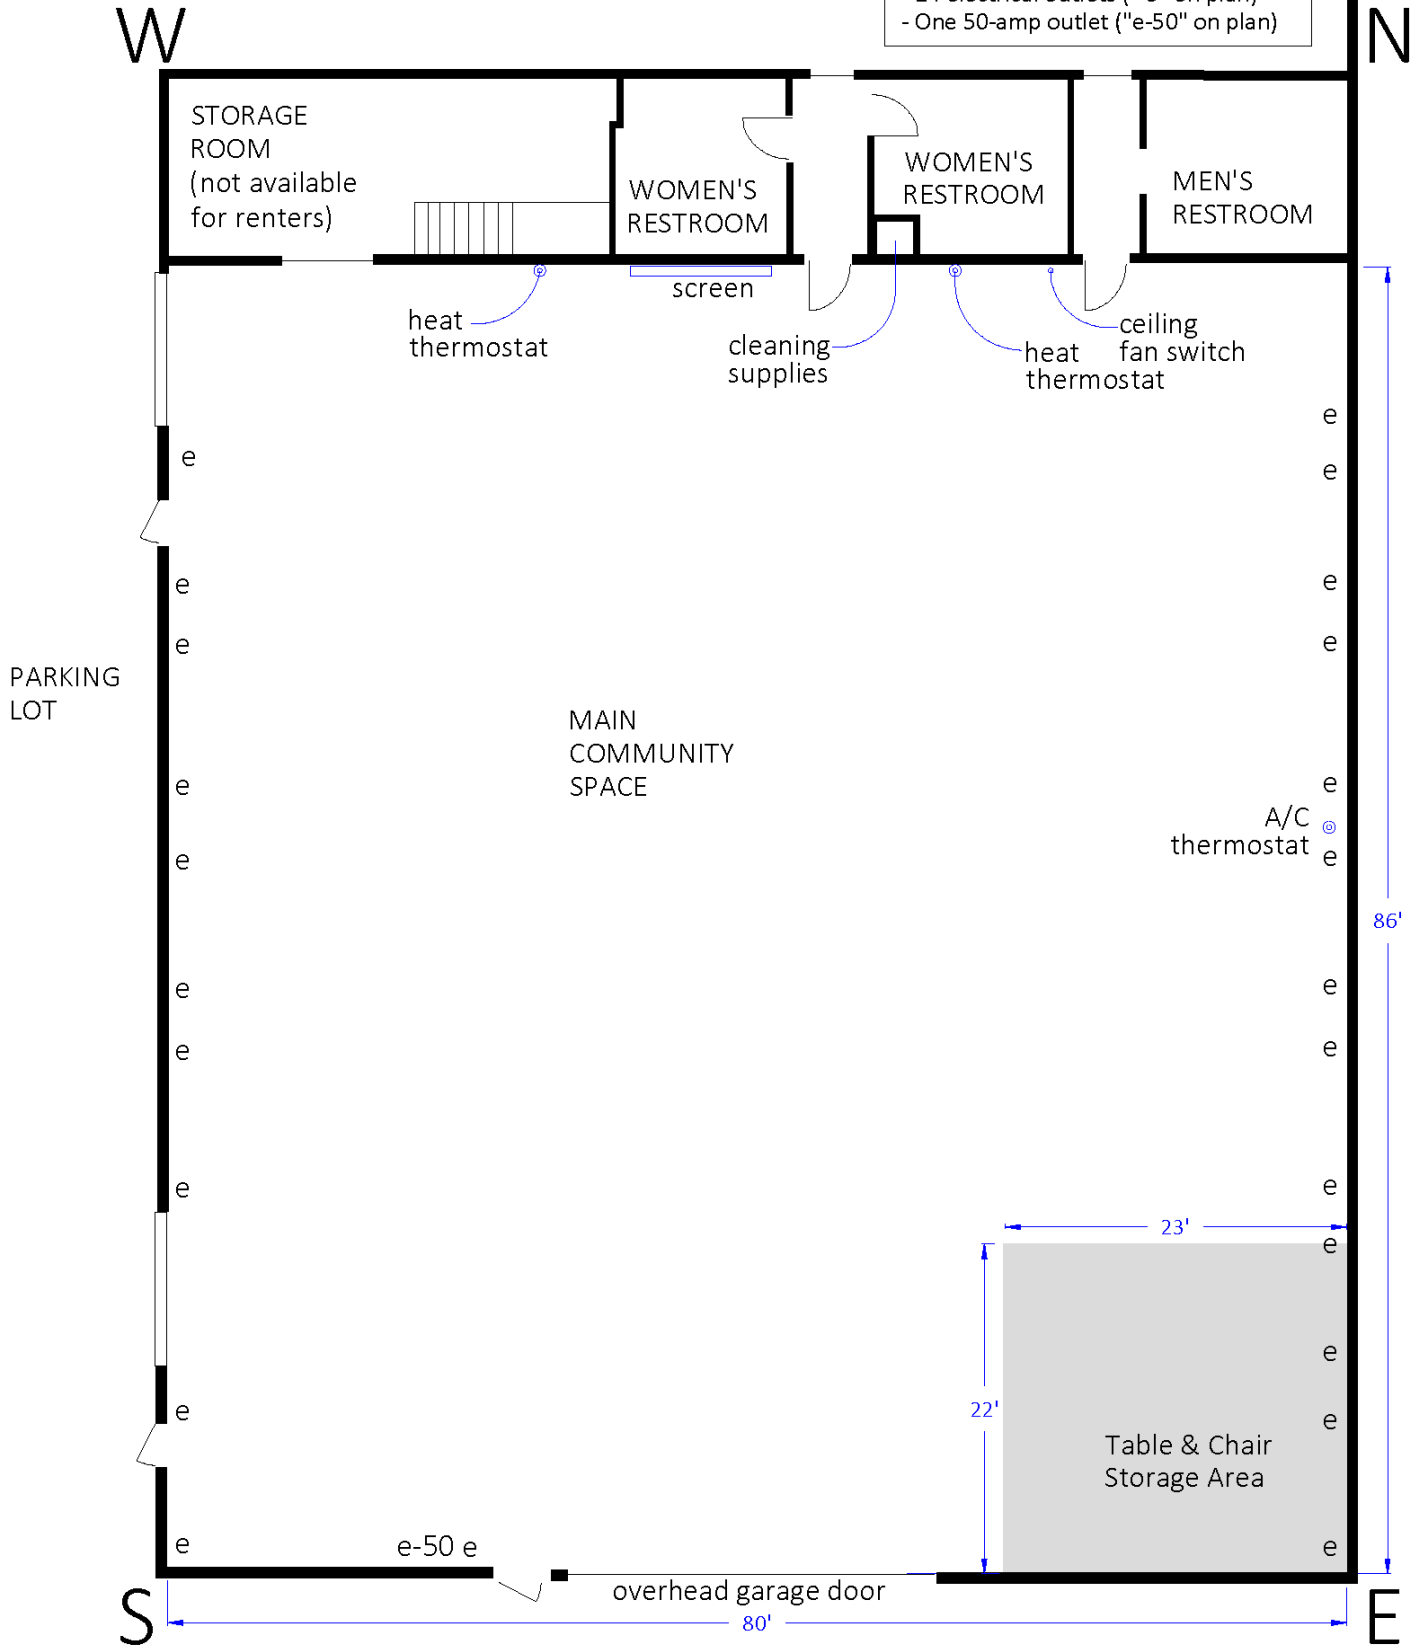 W
N
- One 50-amp outlet ("e-50" on plan)
STORAGE
ROOM
(not available
for renters)
WOMEN'S
RESTROOM
WOMEN'S
RESTROOM
MEN'S
RESTROOM
screen
heat
thermostat
cleaning
supplies
heat
thermostat
ceiling
fan switch
e
e
e
e
e
e
e
PARKING
LOT
MAIN
COMMUNITY
SPACE
e
e
A/C
thermostat
e
e
e
86'
e
e
e
e
e
e
23'
e
e
22'
e
e
Table & Chair
Storage Area
e
e-50 e
e
overhead garage door
S
80'
E